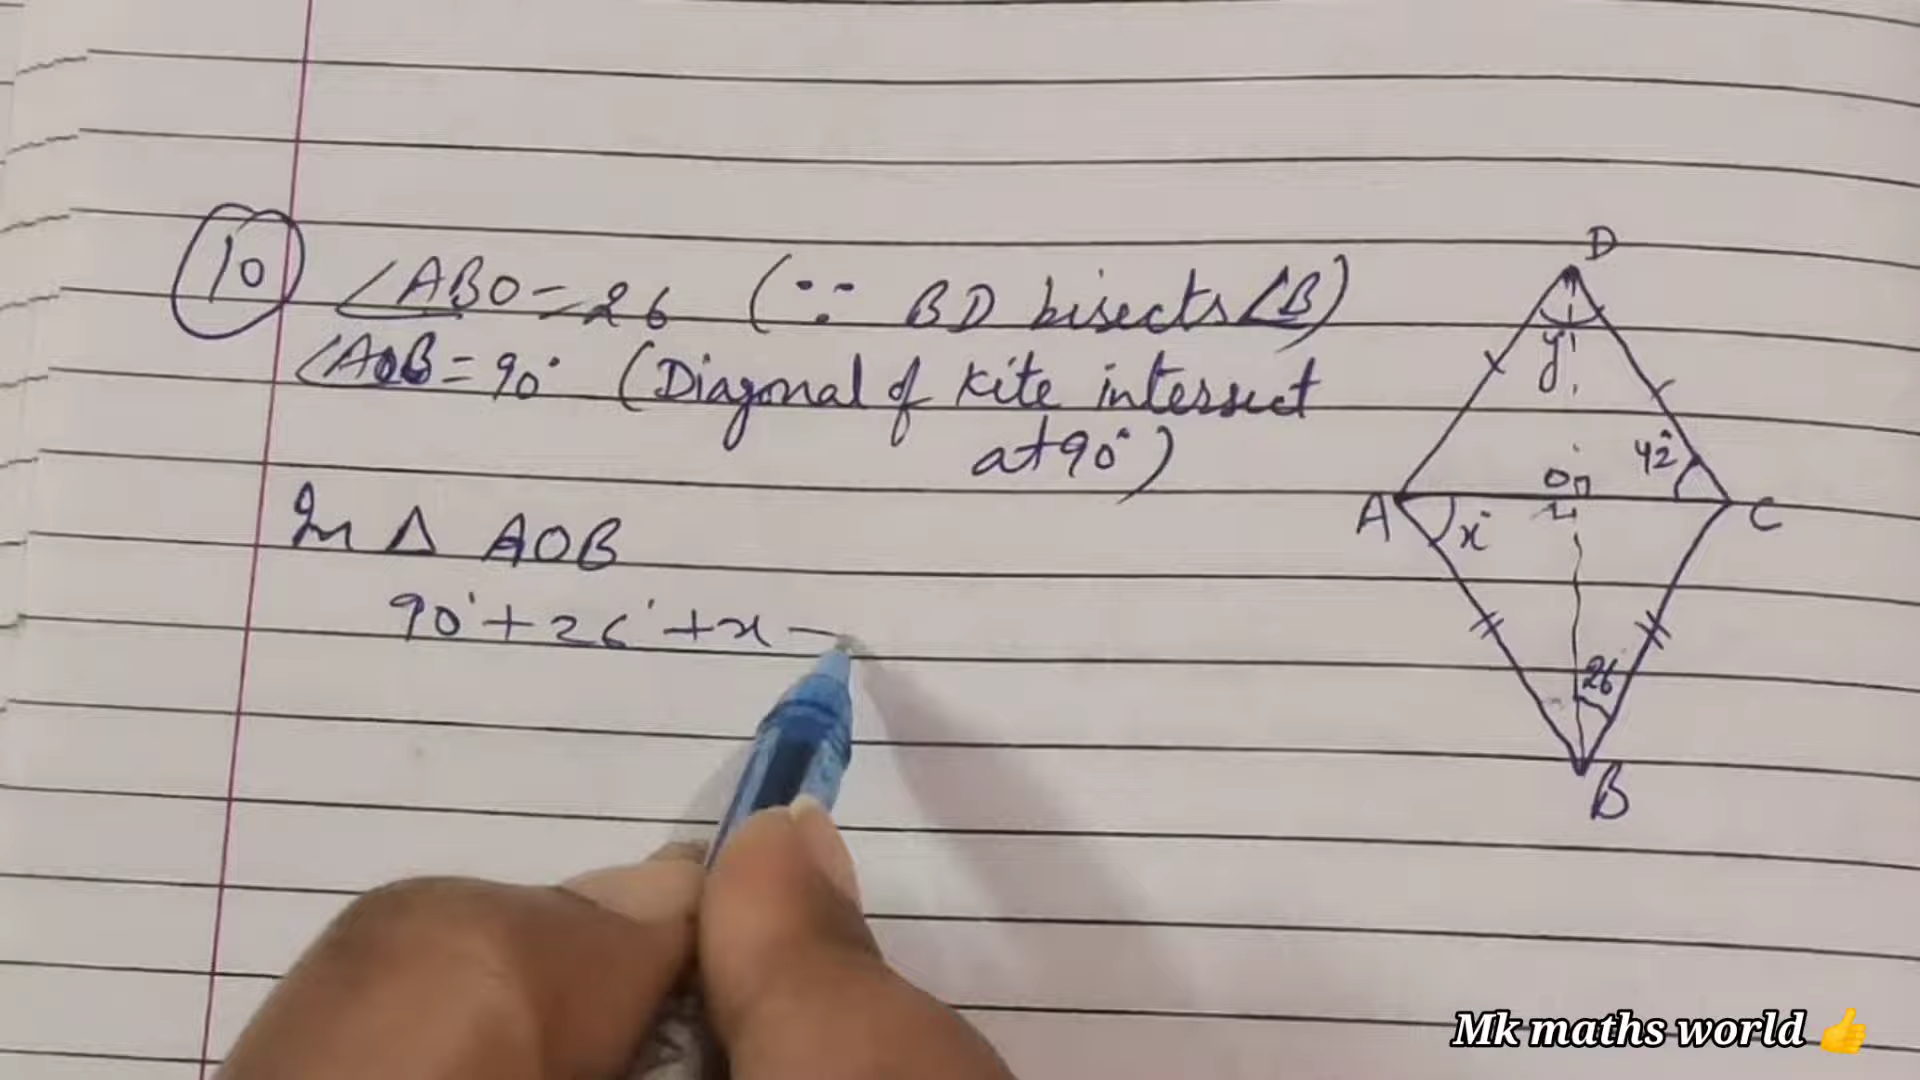 10
∠ABO = 26 (∵ BD bisects ∠B)
∠AOB = 90° (Diagonal of kite intersect
at 90°)
In Δ AOB
90° + 26° + x =
D
y
42°
O
A
x°
C
26
B
Mk maths world 👍